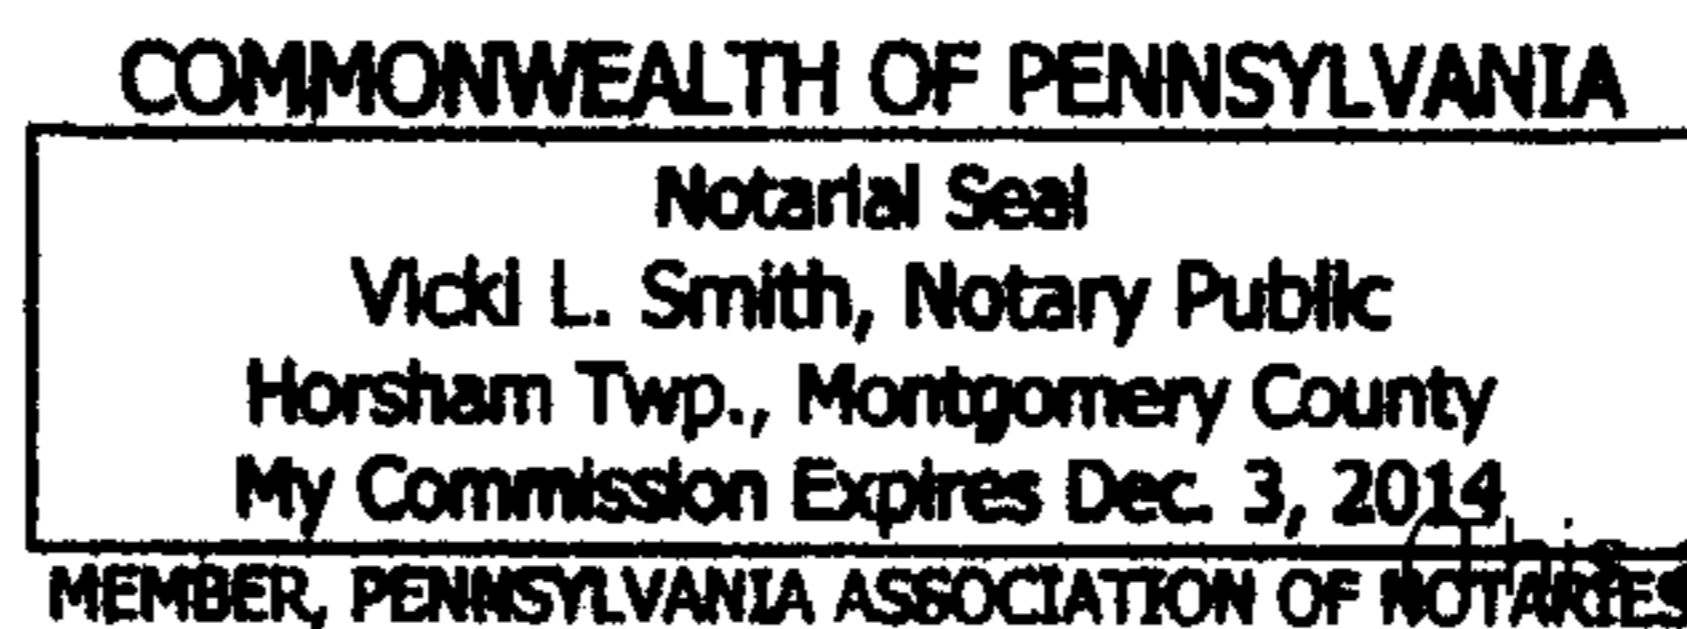 COMMONWEALTH OF PENNSYLVANIA
Notarial Seal
Vicki L. Smith, Notary Public
Horsham Twp., Montgomery County
My Commission Expires Dec. 3, 2014
MEMBER, PENNSYLVANIA ASSOCIATION OF NOTARIES